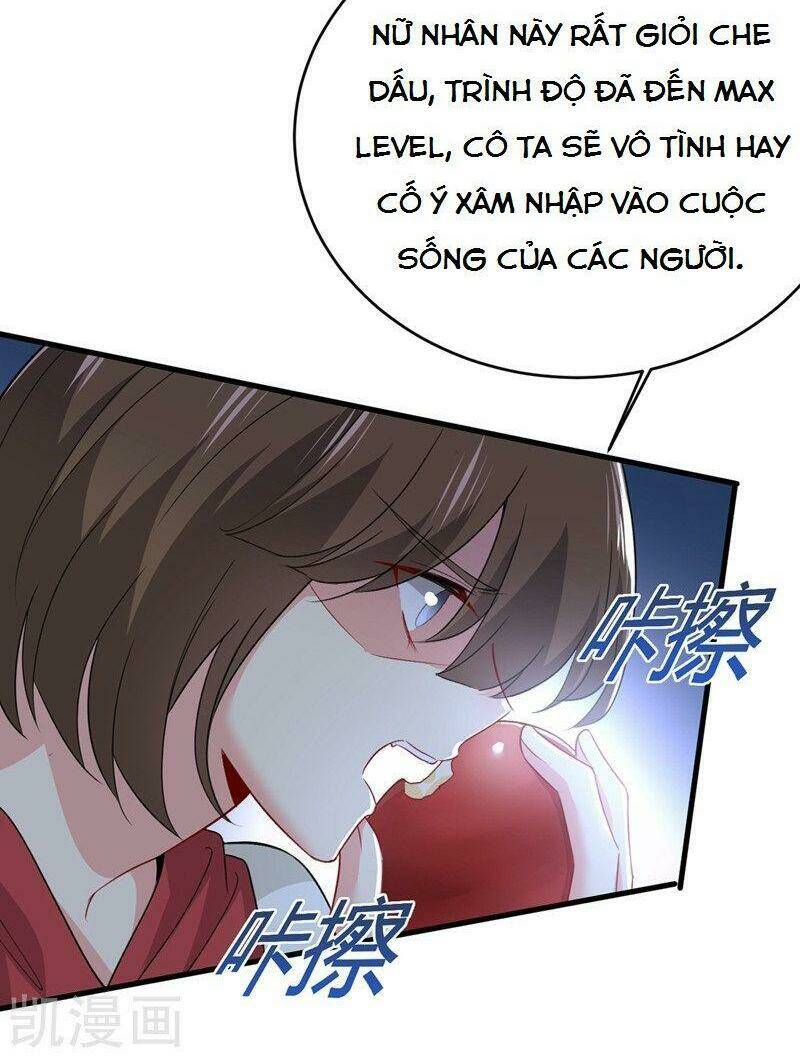 NỮ NHÂN NÀY RẤT GIỎI CHE
DẤU, TRÌNH ĐỘ ĐÃ ĐẾN MAX
LEVEL, CÔ TA SẼ VÔ TÌNH HAY
CỐ Ý XÂM NHẬP VÀO CUỘC
SỐNG CỦA CÁC NGƯỜI.
咔擦
咔擦
凯漫画